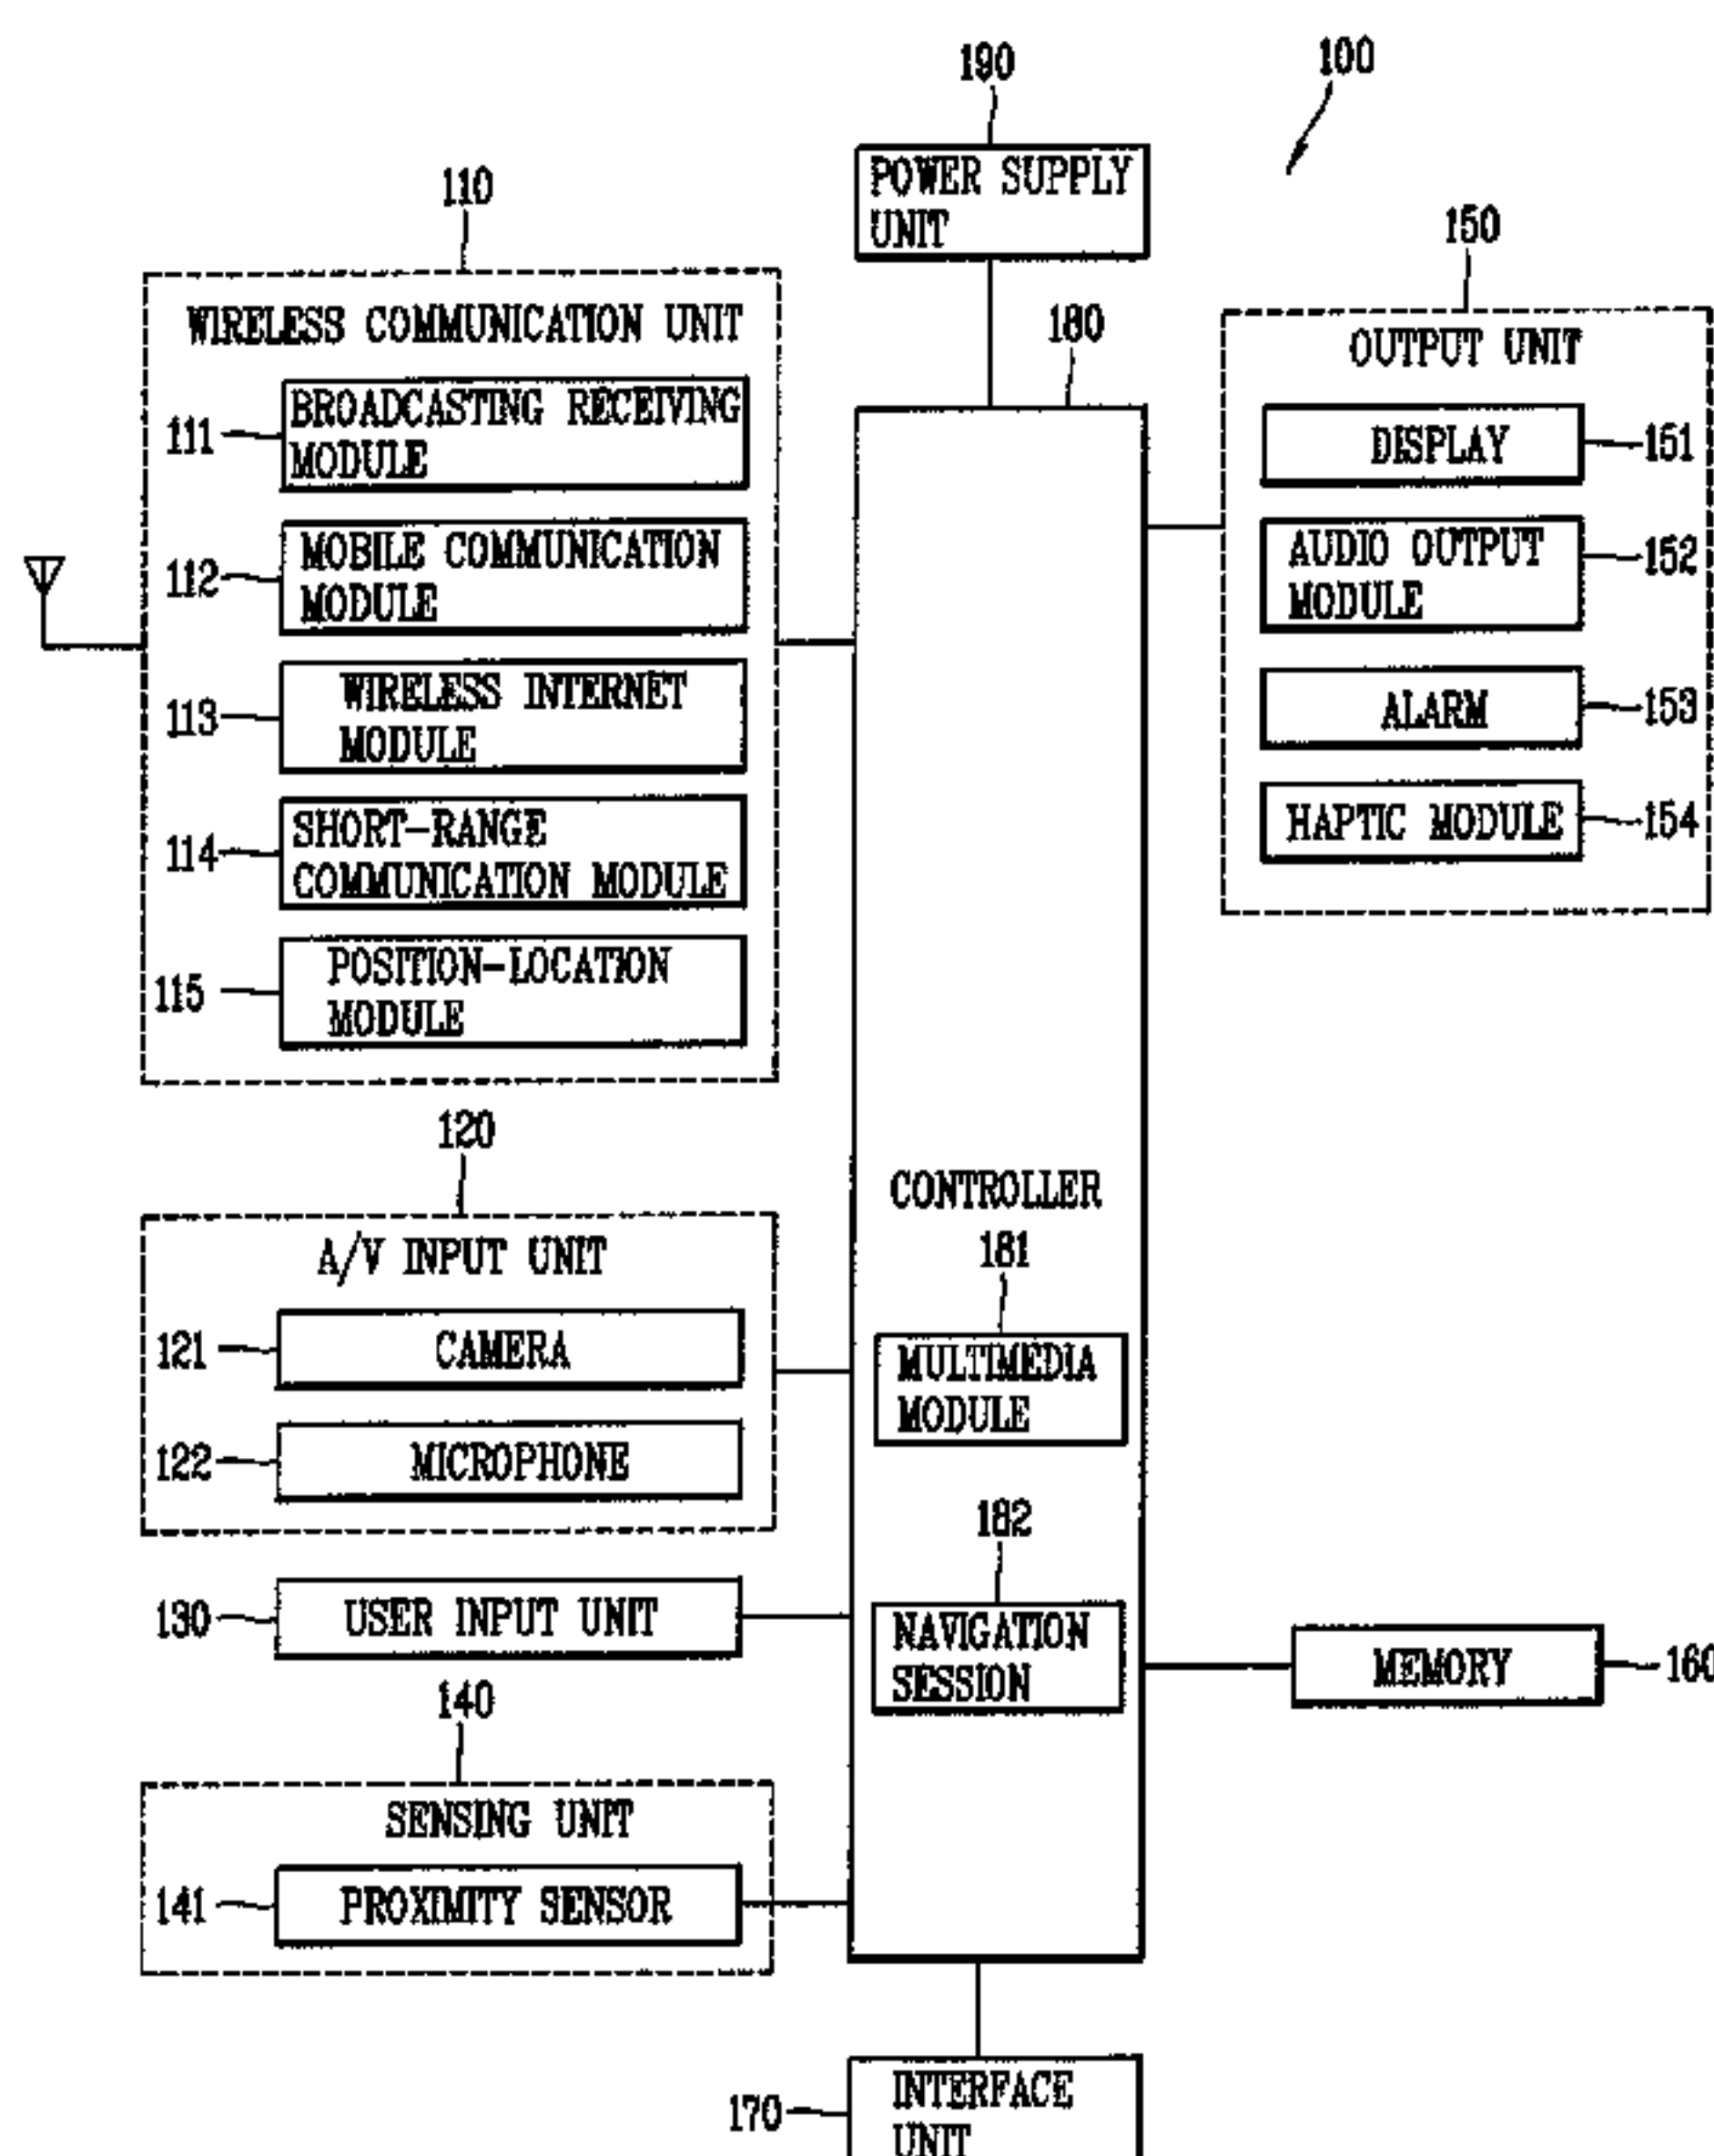 190
100
POWER SUPPLY
UNIT
110
WIRELESS COMMUNICATION UNIT
111
BROADCASTING RECEIVING
MODULE
112
MOBILE COMMUNICATION
MODULE
113
WIRELESS INTERNET
MODULE
114
SHORT-RANGE
COMMUNICATION MODULE
115
POSITION-LOCATION
MODULE
120
A/V INPUT UNIT
121
CAMERA
122
MICROPHONE
130
USER INPUT UNIT
140
SENSING UNIT
141
PROXIMITY SENSOR
180
CONTROLLER
181
MULTIMEDIA
MODULE
182
NAVIGATION
SESSION
150
OUTPUT UNIT
DISPLAY
151
AUDIO OUTPUT
MODULE
152
ALARM
153
HAPTIC MODULE
154
MEMORY
160
170
INTERFACE
UNIT